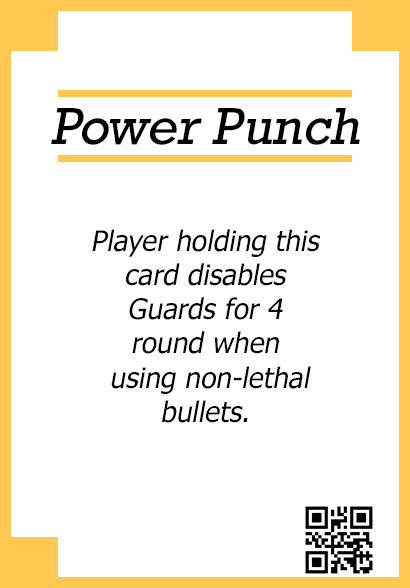 Power Punch
Player holding this
card disables
Guards for 4
round when
using non-lethal
bullets.